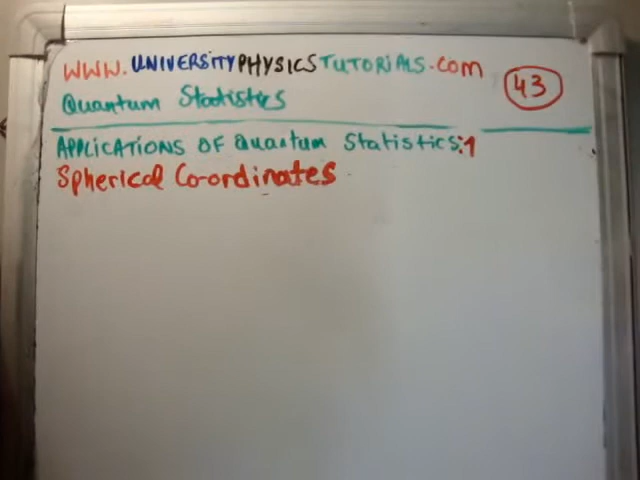 WWW.UNIVERSITYPHYSICSTUTORIALS.COM
Quantum Statistics
43
APPLICATIONS OF Quantum Statistics:1
Spherical Co-ordinates